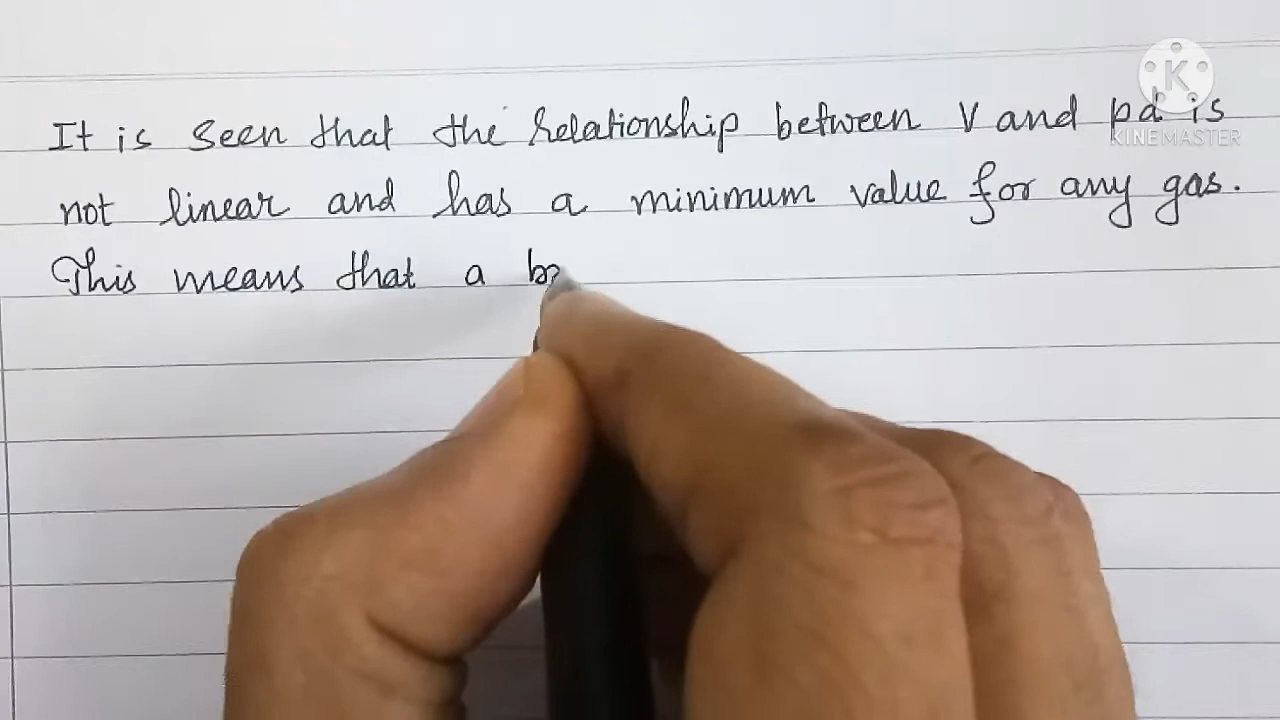 It is seen that the relationship between V and pd is
not linear and has a minimum value for any gas.
This means that a
K
KINEMASTER